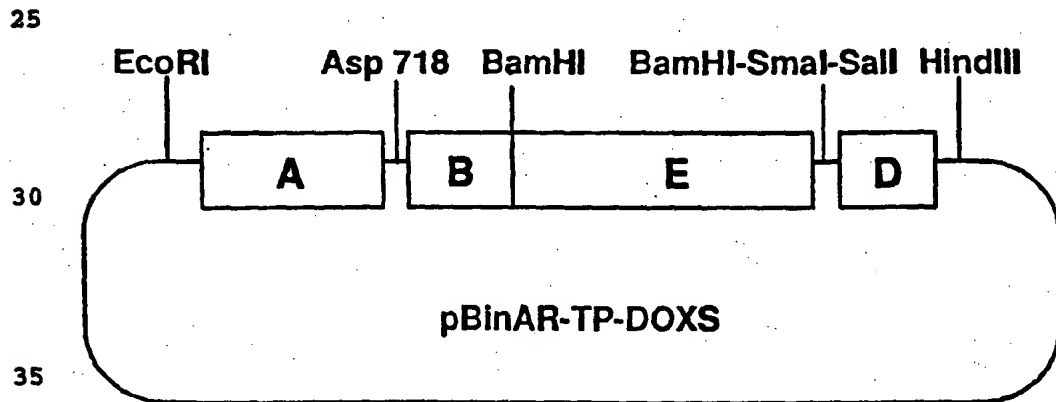 25
EcoRI Asp 718 BamHI BamHI-SmaI-SalI HindIII
A B E D
30
pBinAR-TP-DOXS
35